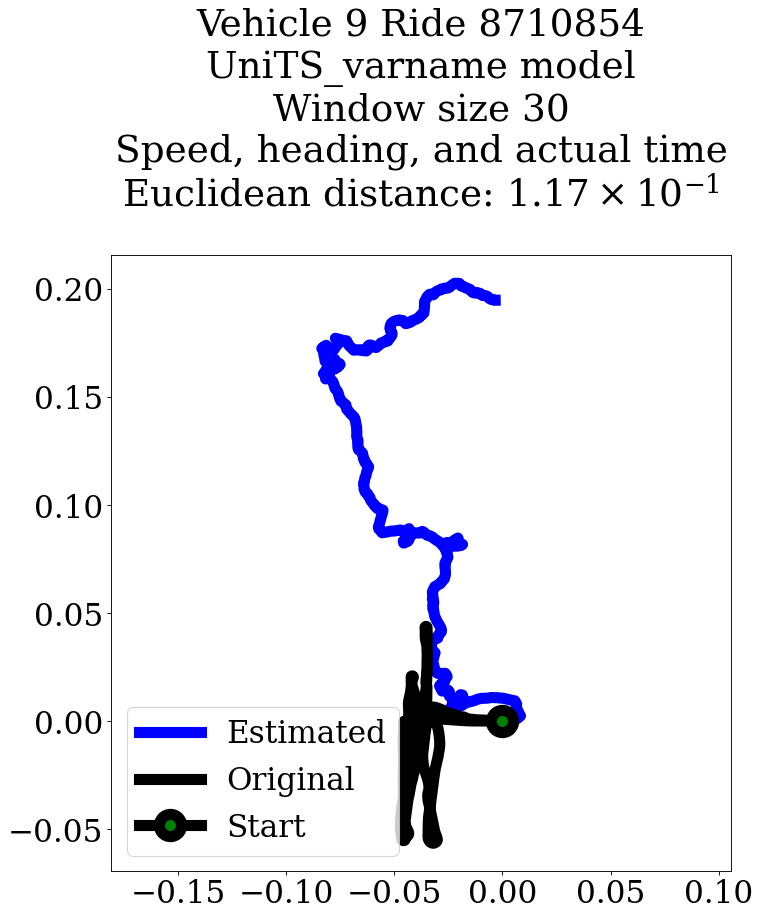 Vehicle 9 Ride 8710854
UniTS_varname model
Window size 30
Speed, heading, and actual time
Euclidean distance: 1.17 × 10⁻¹
0.20
0.15
0.10
0.05
0.00
−0.05
Estimated
Original
Start
−0.15 −0.10 −0.05 0.00 0.05 0.10